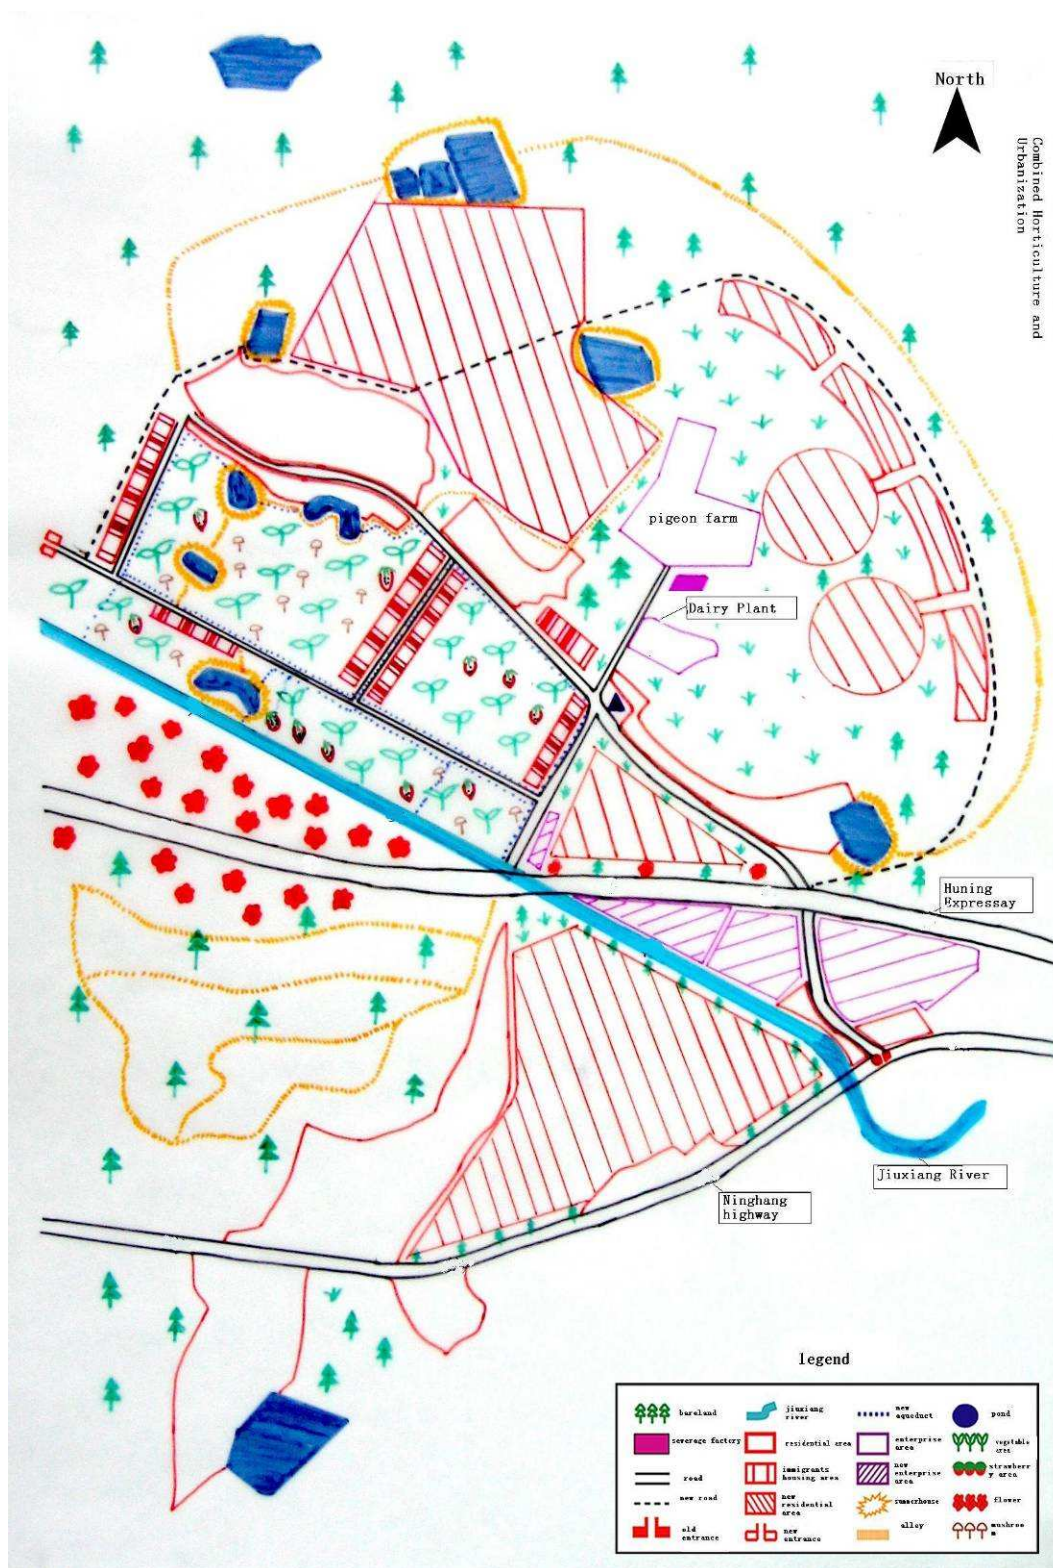 North
Combined Horticulture and
Urbanization
pigeon farm
Dairy Plant
Huning
Expressay
Jiuxiang River
Ninghang
highway
legend
bareland
jiuxiang
river
new
aqueduct
pond
sewerage factory
residential area
enterprise
area
vegetable
area
road
immigrants
housing area
new
enterprise
area
strawberr
y area
new road
new
residential
area
summerhouse
flower
old
entrance
new
entrance
alley
mushroo
m